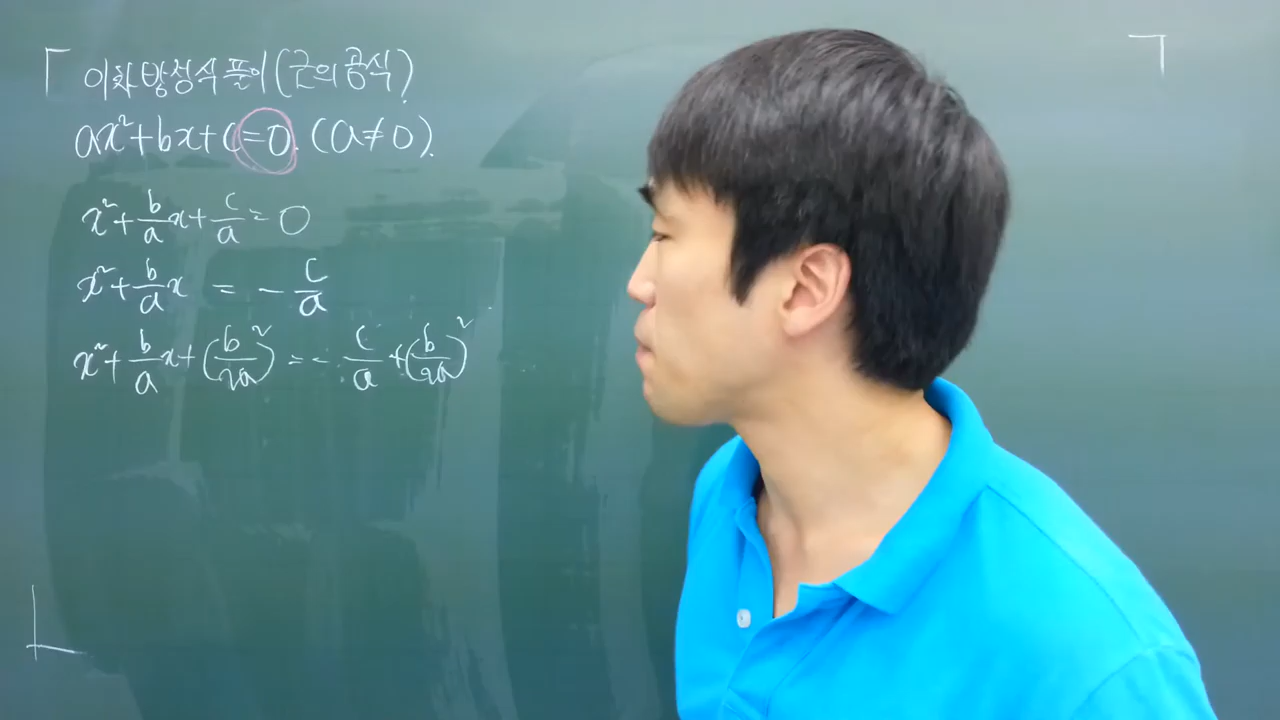 이차방정식 풀이 (근의 공식)
ax²+bx+c=0. (a≠0).
x²+b/a x+c/a=0
x²+b/a x = -c/a
x²+b/a x+(b/2a)²=-c/a+(b/2a)²